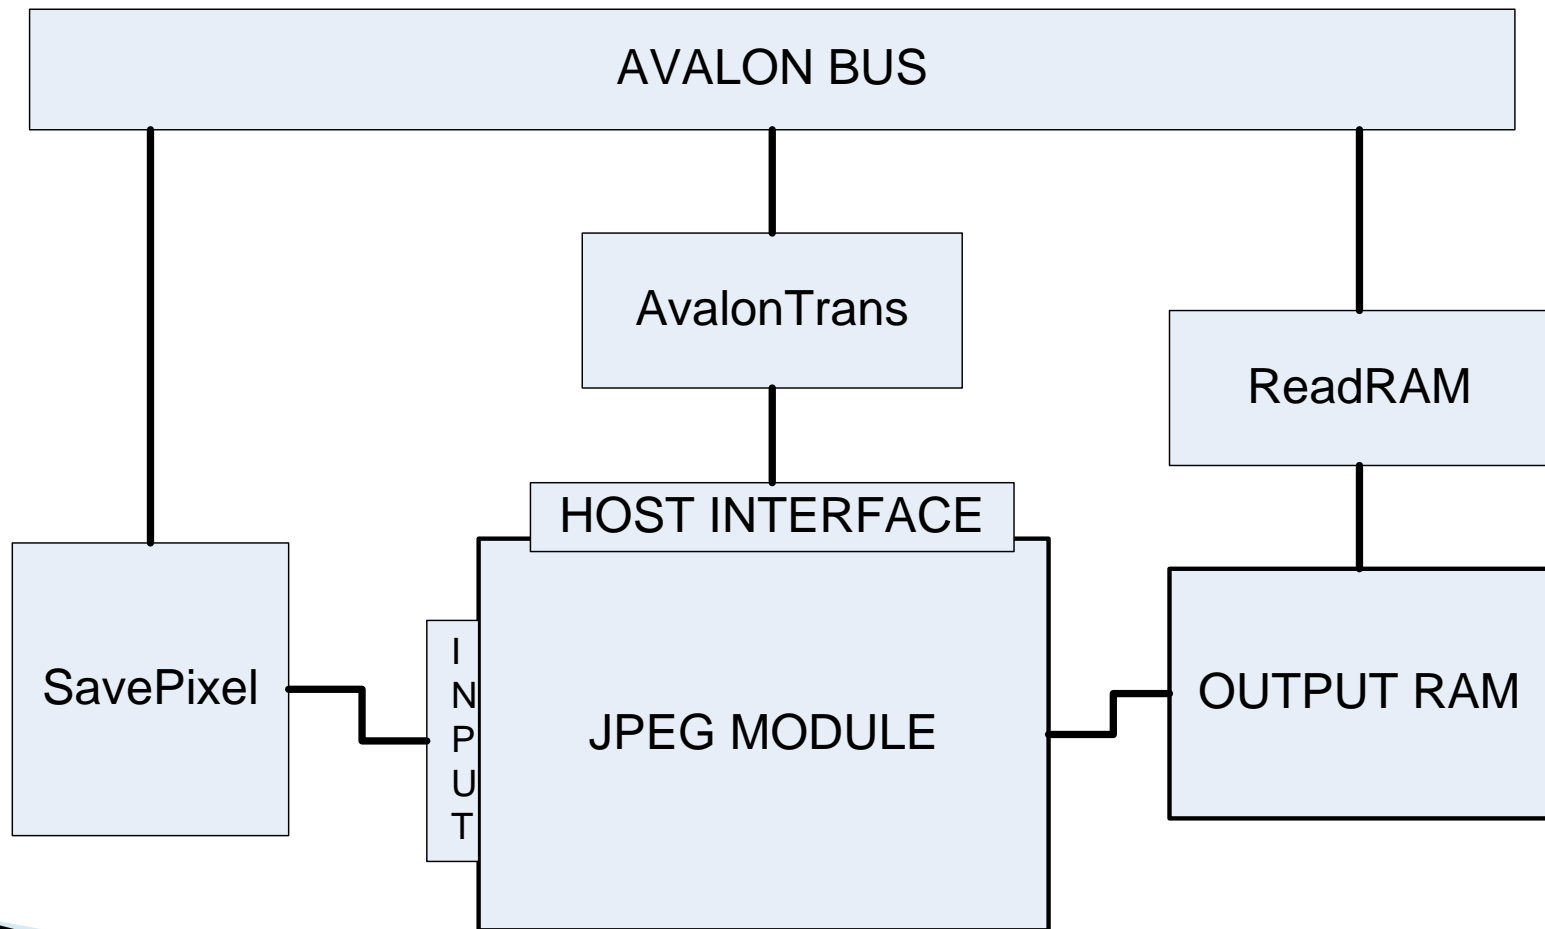 AVALON BUS
AvalonTrans
ReadRAM
HOST INTERFACE
SavePixel
I
N
P
U
T
JPEG MODULE
OUTPUT RAM